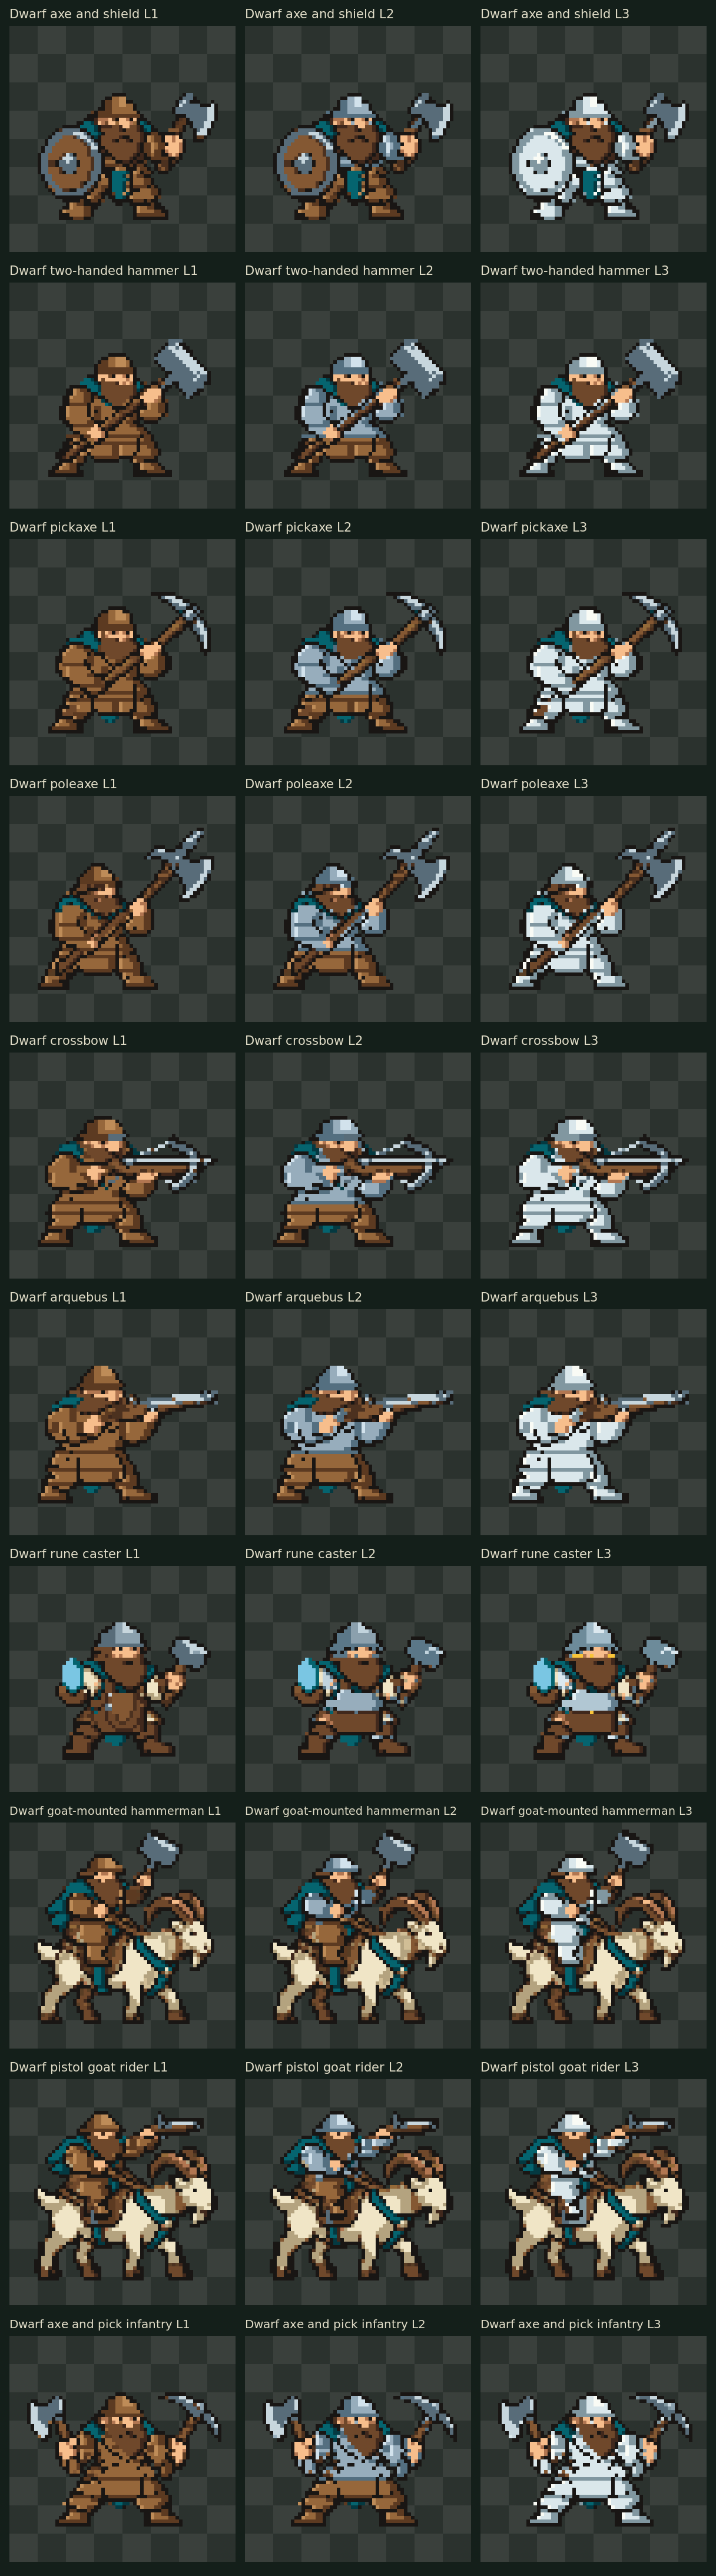 Dwarf axe and shield L1
Dwarf axe and shield L2
Dwarf axe and shield L3
Dwarf two-handed hammer L1
Dwarf two-handed hammer L2
Dwarf two-handed hammer L3
Dwarf pickaxe L1
Dwarf pickaxe L2
Dwarf pickaxe L3
Dwarf poleaxe L1
Dwarf poleaxe L2
Dwarf poleaxe L3
Dwarf crossbow L1
Dwarf crossbow L2
Dwarf crossbow L3
Dwarf arquebus L1
Dwarf arquebus L2
Dwarf arquebus L3
Dwarf rune caster L1
Dwarf rune caster L2
Dwarf rune caster L3
Dwarf goat-mounted hammerman L1
Dwarf goat-mounted hammerman L2
Dwarf goat-mounted hammerman L3
Dwarf pistol goat rider L1
Dwarf pistol goat rider L2
Dwarf pistol goat rider L3
Dwarf axe and pick infantry L1
Dwarf axe and pick infantry L2
Dwarf axe and pick infantry L3